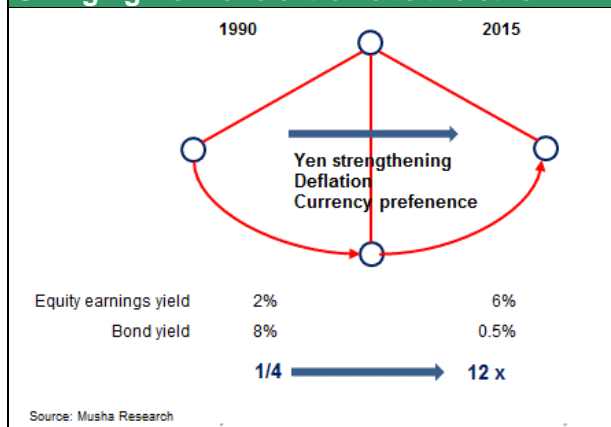 1990 2015
Yen strengthening
Deflation
Currency prefenence
Equity earnings yield 2% 6%
Bond yield 8% 0.5%
1/4 12 x
Source: Musha Research